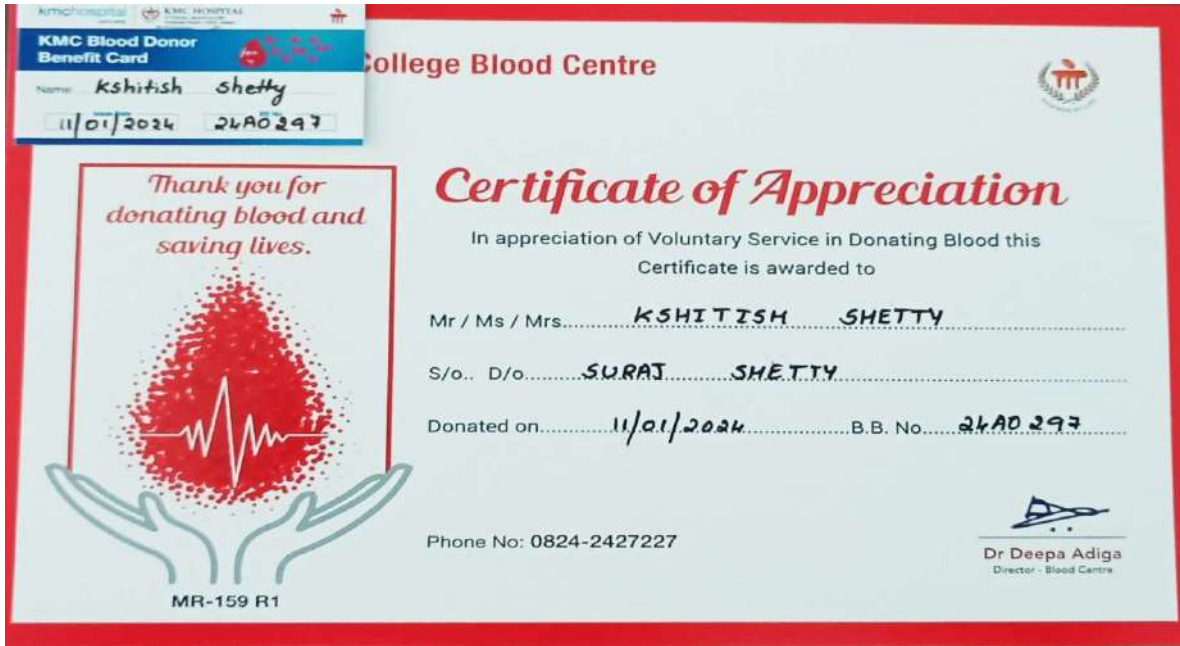 kmchospital
KMC HOSPITAL
KMC Blood Donor
Benefit Card
Name: Kshitish Shetty
11/01/2024 24A0297
College Blood Centre
Thank you for
donating blood and
saving lives.
MR-159 R1
Certificate of Appreciation
In appreciation of Voluntary Service in Donating Blood this
Certificate is awarded to
Mr / Ms / Mrs. KSHITISH SHETTY
S/o.. D/o. SURAJ SHETTY
Donated on 11/01/2024 B.B. No. 24A0297
Phone No: 0824-2427227
Dr Deepa Adiga
Director - Blood Centre